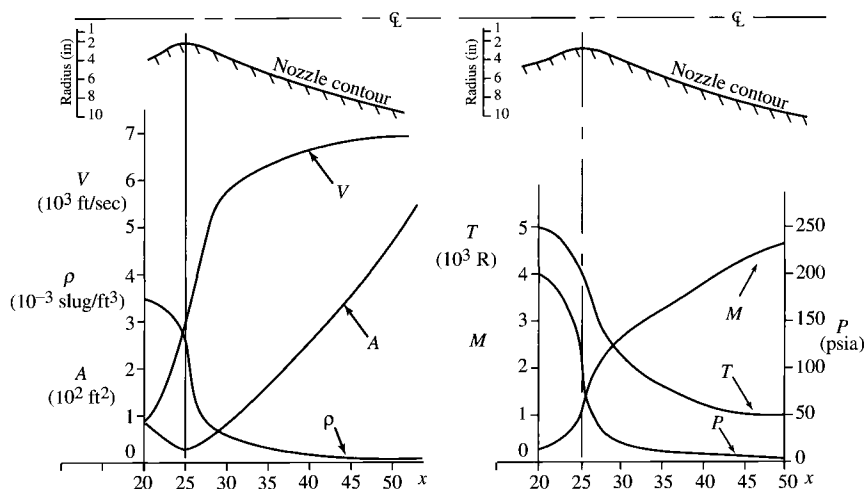 ℄
℄
Radius (in)
1
2
4
6
8
10
Nozzle contour
Radius (in)
1
2
4
6
8
10
Nozzle contour
7
6
5
4
3
2
1
0
V
(10³ ft/sec)
ρ
(10⁻³ slug/ft³)
A
(10² ft²)
V
A
ρ
20 25 30 35 40 45 50 x
5
4
3
2
1
0
T
(10³ R)
M
M
T
P
250
200
150
100
50
0
P
(psia)
20 25 30 35 40 45 50 x